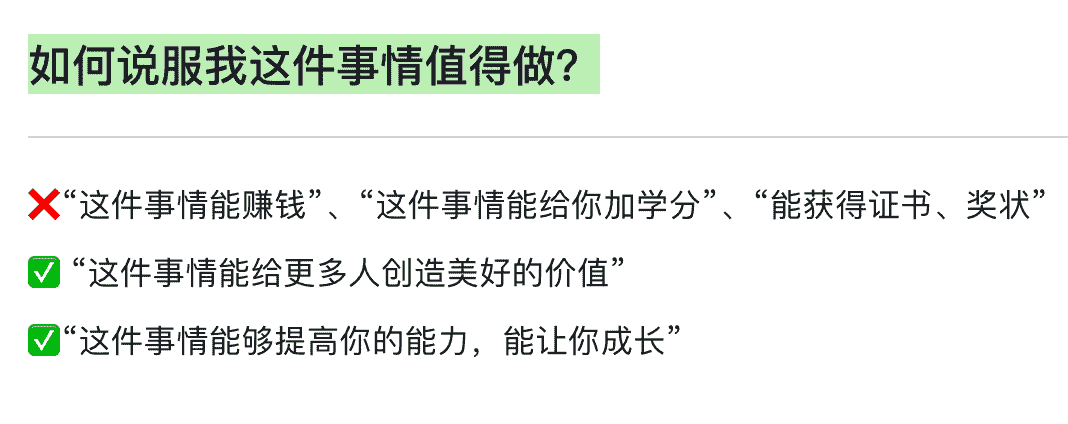 如何说服我这件事情值得做？
❌“这件事情能赚钱”、“这件事情能给你加学分”、“能获得证书、奖状”
✅ “这件事情能给更多人创造美好的价值”
✅“这件事情能够提高你的能力，能让你成长”